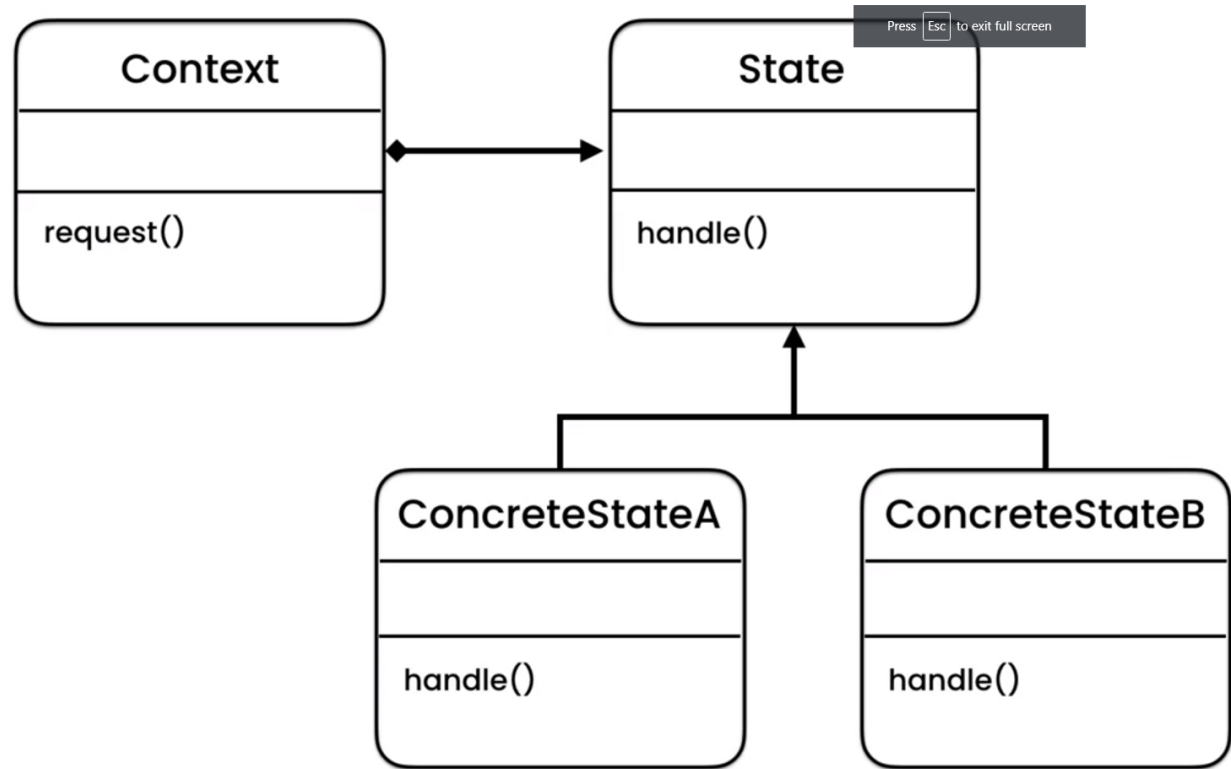 Press Esc to exit full screen
Context
State
request()
handle()
ConcreteStateA
ConcreteStateB
handle()
handle()